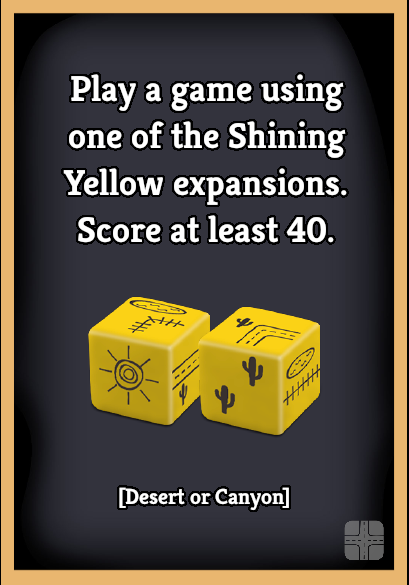 Play a game using
one of the Shining
Yellow expansions.
Score at least 40.
[Desert or Canyon]